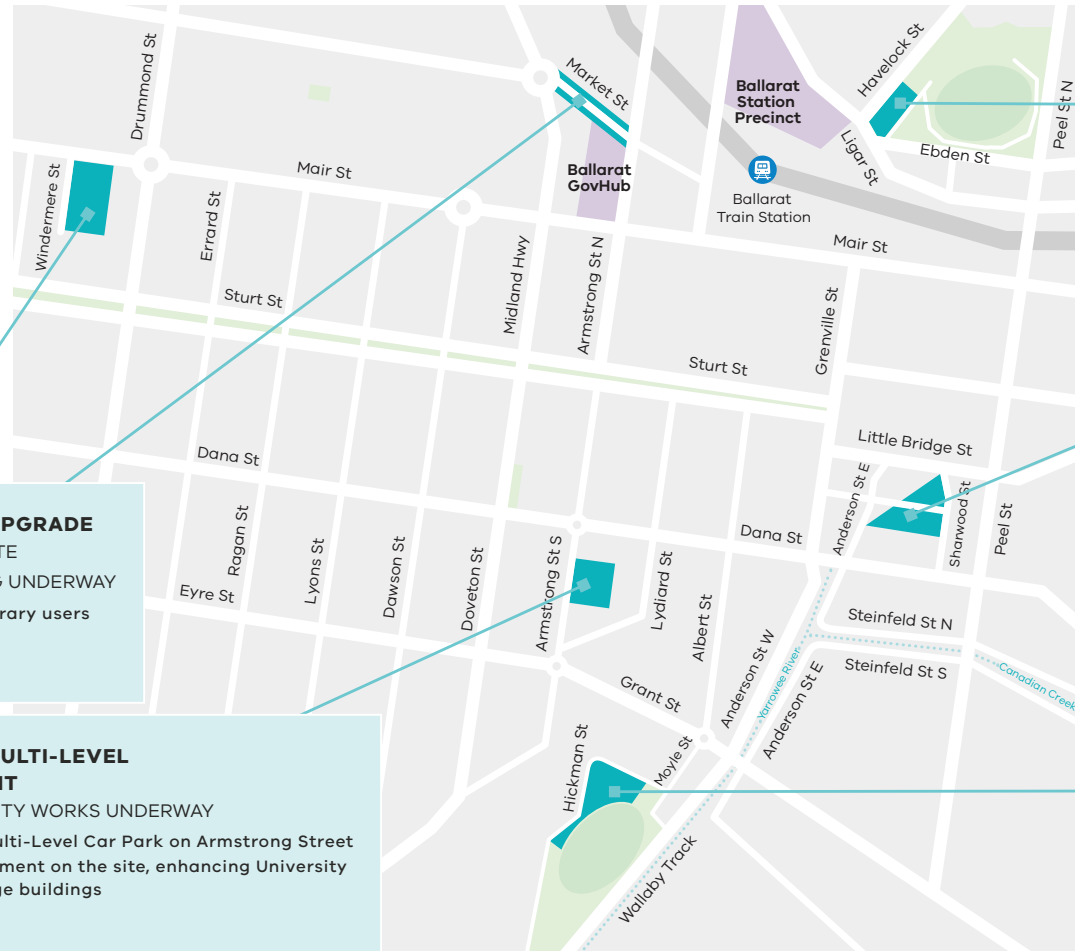 Drummond St
Market St
Havelock St
Peel St N
Ballarat
Station
Precinct
Ligar St
Ebden St
Windermere St
Errard St
Mair St
Ballarat
GovHub
Ballarat
Train Station
Mair St
Sturt St
Midland Hwy
Armstrong St N
Grenville St
Sturt St
Little Bridge St
Dana St
Anderson St E
Sharwood St
Peel St
Dana St
PGRADE
TE
G UNDERWAY
rary users
Ragan St
Lyons St
Dawson St
Doveton St
Armstrong St S
Lydiard St
Albert St
Eyre St
Steinfeld St N
Steinfeld St S
Canadian Creek
Anderson St W
Yarrowee River
Anderson St E
Grant St
Hickman St
Moyle St
Wallaby Track
ULTI-LEVEL
IT
TY WORKS UNDERWAY
ulti-Level Car Park on Armstrong Street
ment on the site, enhancing University
ge buildings